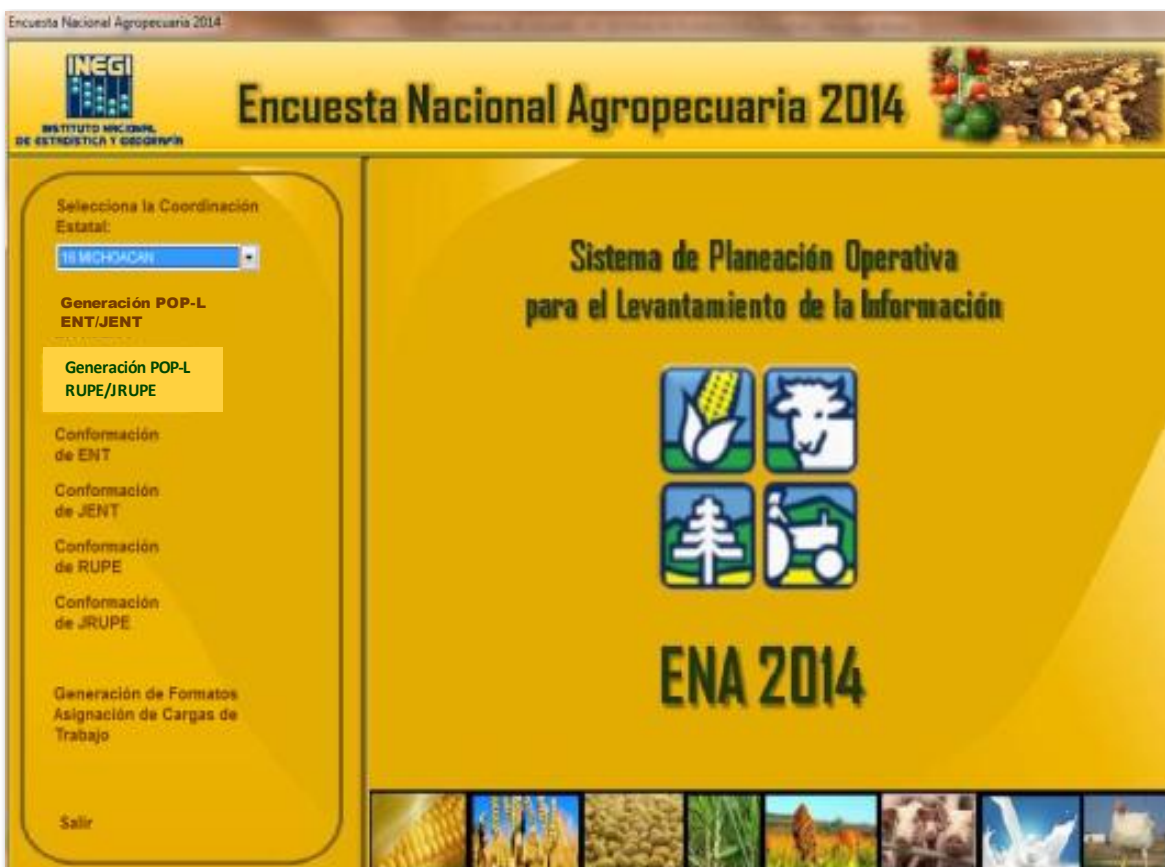 Encuesta Nacional Agropecuaria 2014
INEGI
INSTITUTO NACIONAL
DE ESTADÍSTICA Y GEOGRAFÍA
Encuesta Nacional Agropecuaria 2014
Selecciona la Coordinación
Estatal:
16 MICHOACAN
Generación POP-L
ENT/JENT
Generación POP-L
RUPE/JRUPE
Conformación
de ENT
Conformación
de JENT
Conformación
de RUPE
Conformación
de JRUPE
Generación de Formatos
Asignación de Cargas de
Trabajo
Salir
Sistema de Planeación Operativa
para el Levantamiento de la Información
ENA 2014